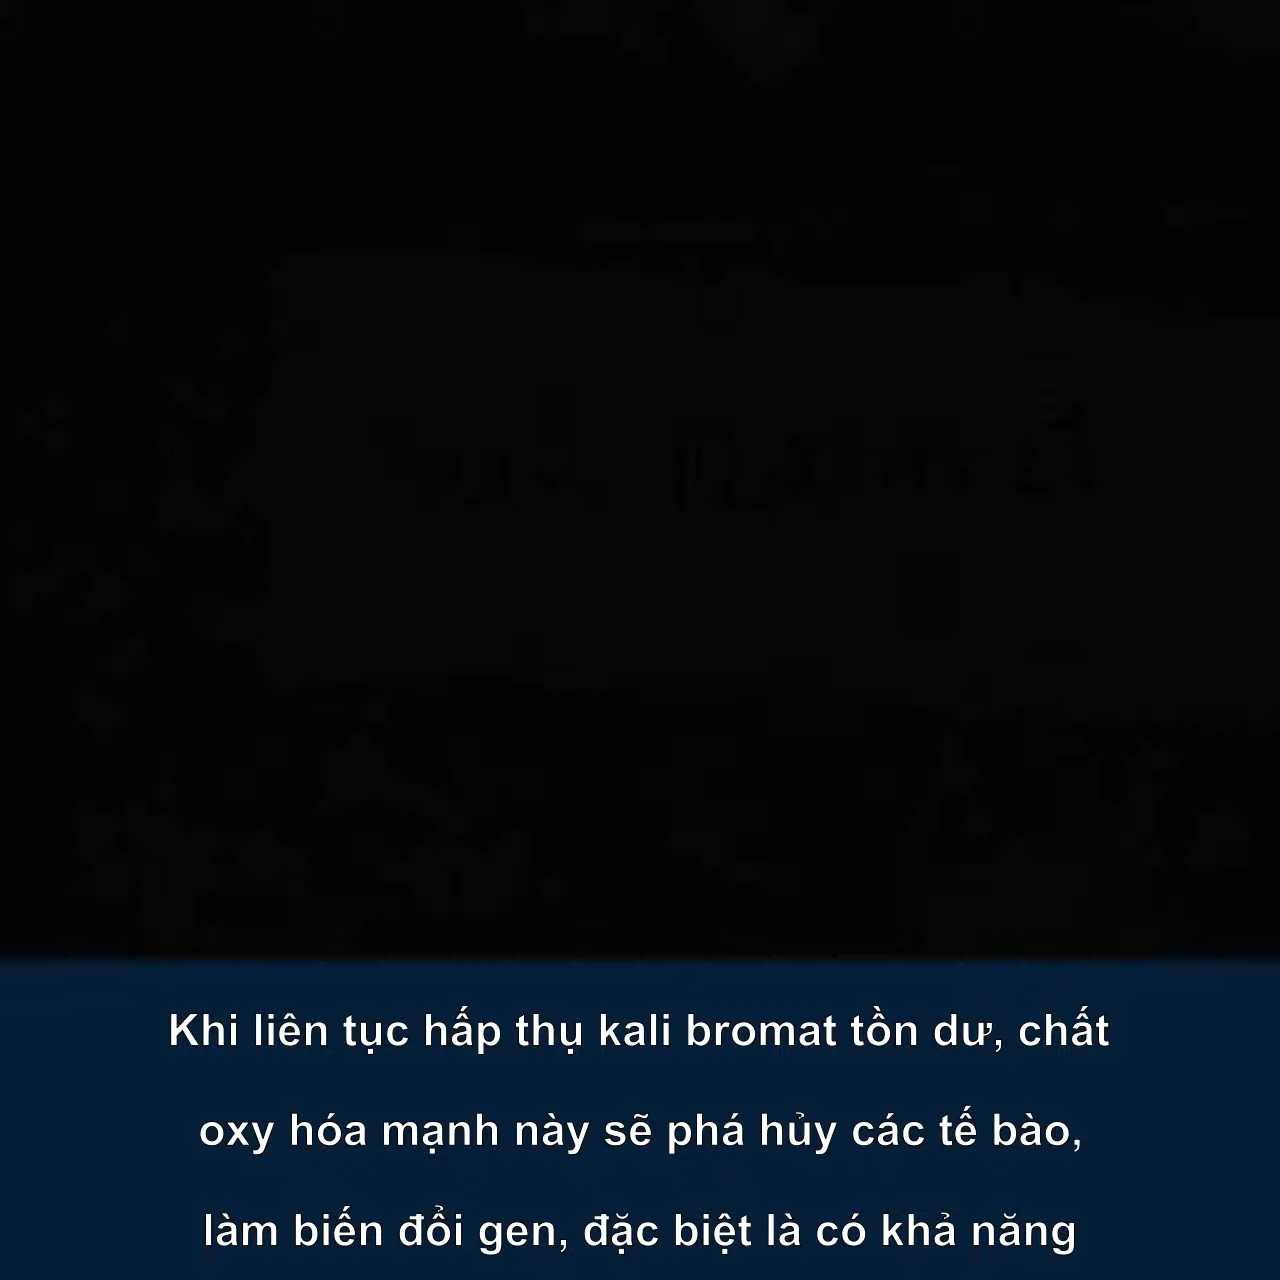 Khi liên tục hấp thụ kali bromat tồn dư, chất
oxy hóa mạnh này sẽ phá hủy các tế bào,
làm biến đổi gen, đặc biệt là có khả năng